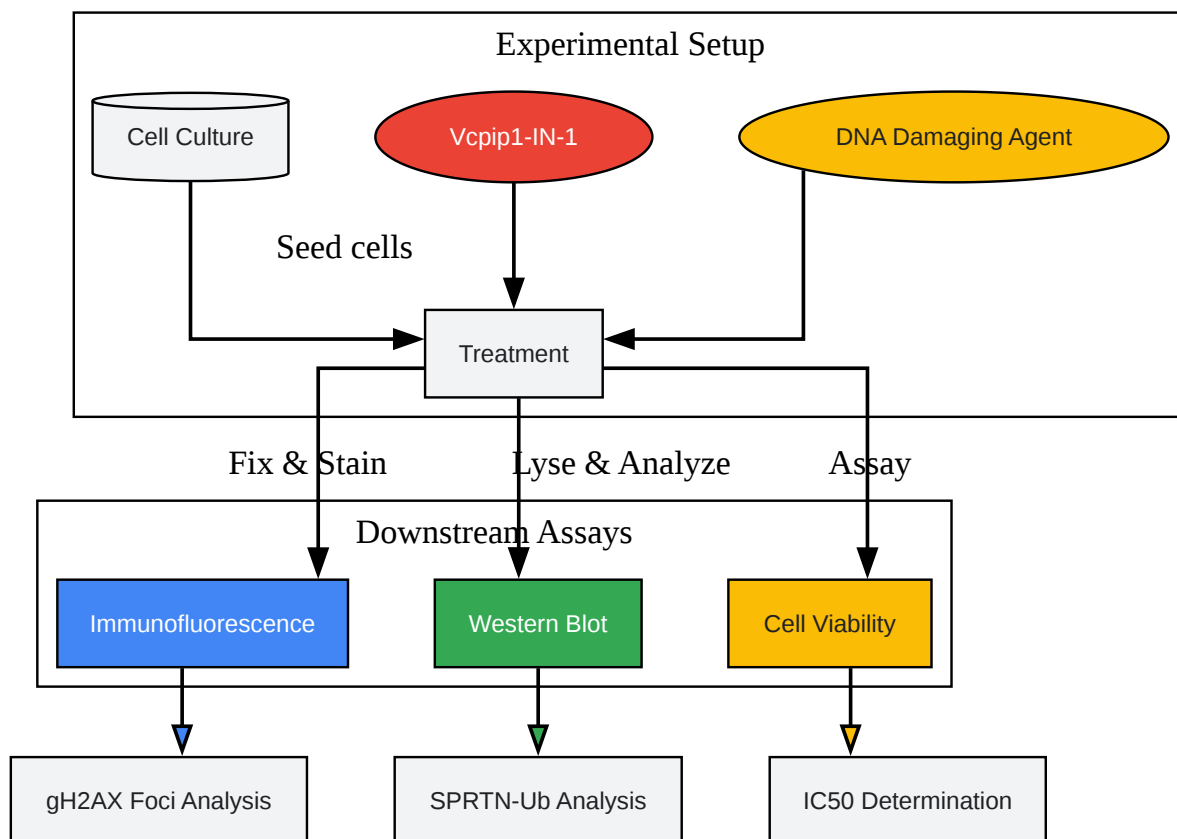 Experimental Setup
Cell Culture
Vcpip1-IN-1
DNA Damaging Agent
Seed cells
Treatment
Fix & Stain
Lyse & Analyze
Assay
Downstream Assays
Immunofluorescence
Western Blot
Cell Viability
gH2AX Foci Analysis
SPRTN-Ub Analysis
IC50 Determination